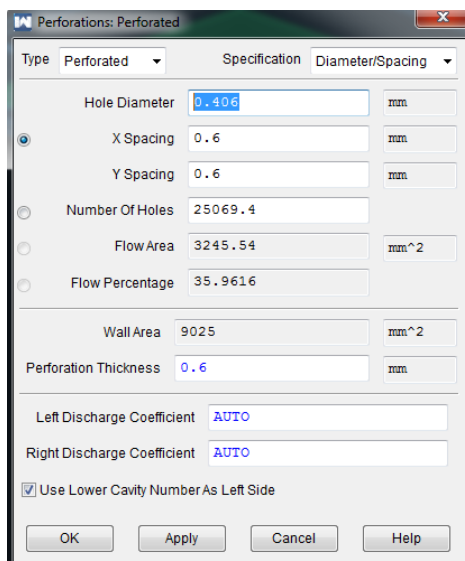 Perforations: Perforated
Type Perforated Specification Diameter/Spacing
Hole Diameter 0.406 mm
X Spacing 0.6 mm
Y Spacing 0.6 mm
Number Of Holes 25069.4
Flow Area 3245.54 mm^2
Flow Percentage 35.9616
Wall Area 9025 mm^2
Perforation Thickness 0.6 mm
Left Discharge Coefficient AUTO
Right Discharge Coefficient AUTO
Use Lower Cavity Number As Left Side
OK Apply Cancel Help